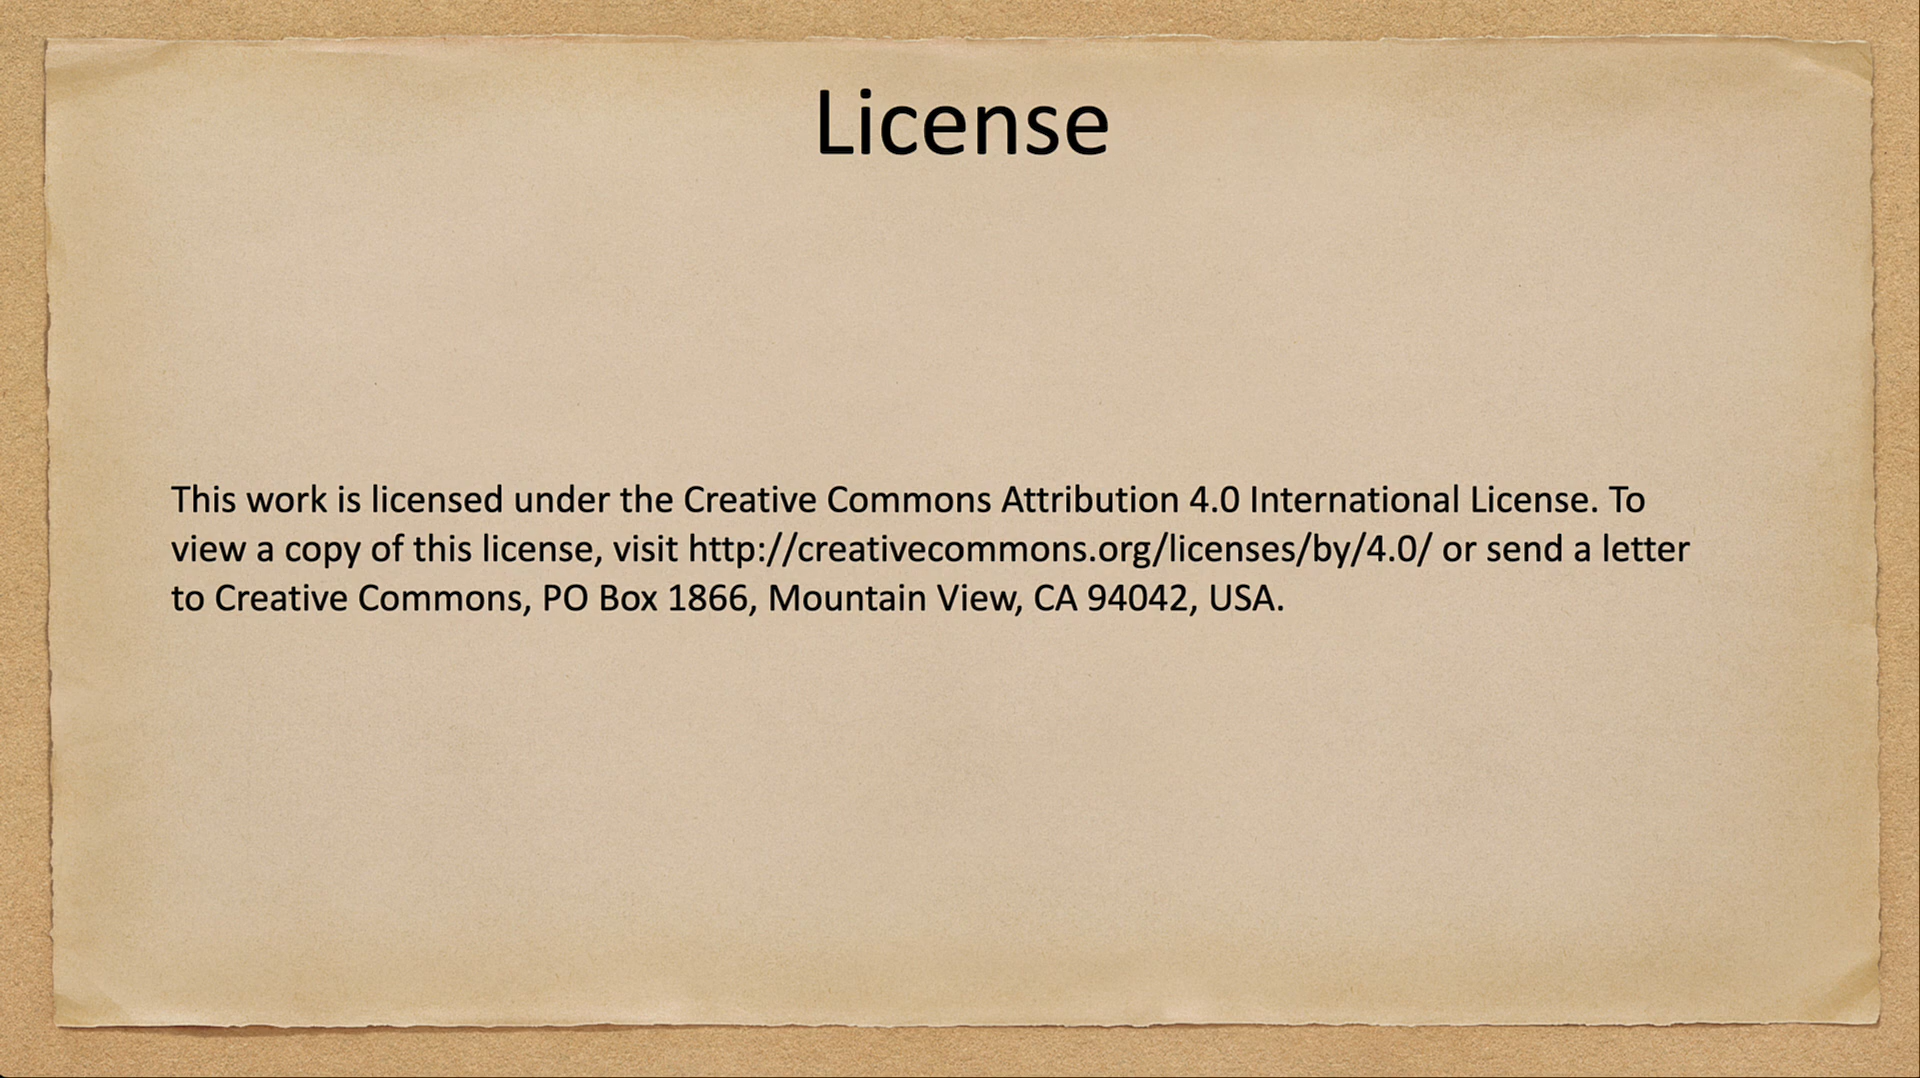 License
This work is licensed under the Creative Commons Attribution 4.0 International License. To
view a copy of this license, visit http://creativecommons.org/licenses/by/4.0/ or send a letter
to Creative Commons, PO Box 1866, Mountain View, CA 94042, USA.